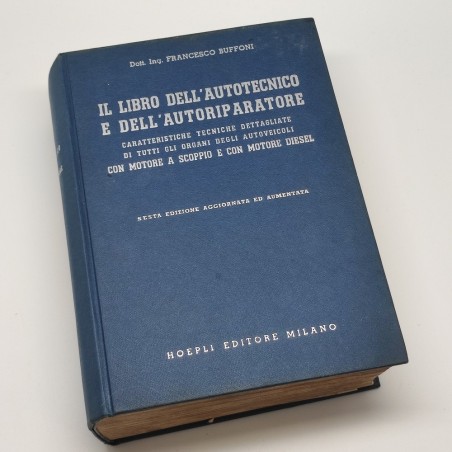 Dott. Ing. FRANCESCO BUFFONI
IL LIBRO DELL'AUTOTECNICO
E DELL'AUTORIPARATORE
CARATTERISTICHE TECNICHE DETTAGLIATE
DI TUTTI GLI ORGANI DEGLI AUTOVEICOLI
CON MOTORE A SCOPPIO E CON MOTORE DIESEL
SESTA EDIZIONE AGGIORNATA ED AUMENTATA
HOEPLI EDITORE MILANO